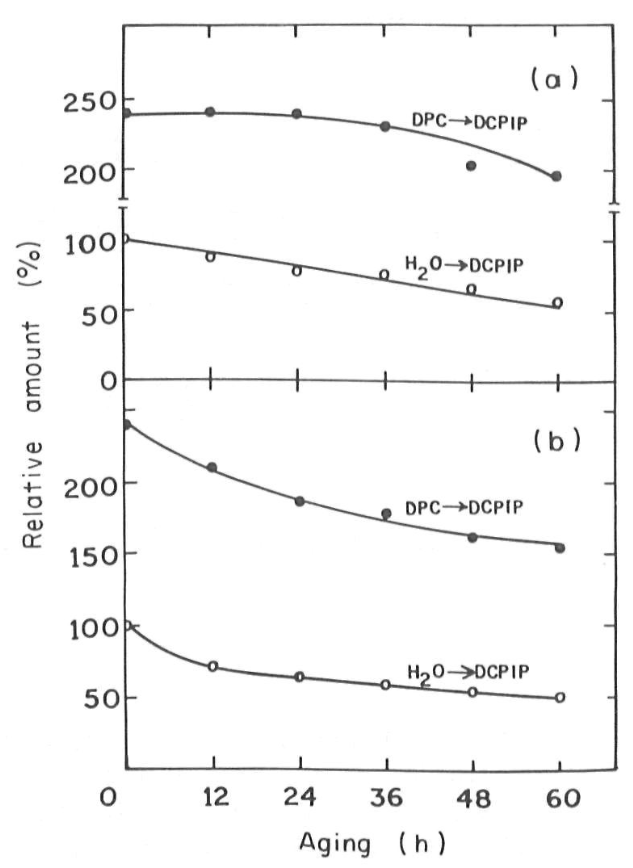 (a)
250
DPC→DCPIP
200
100
H₂O→DCPIP
50
0
(b)
200
DPC→DCPIP
150
100
H₂O→DCPIP
50
0 12 24 36 48 60
Aging (h)
Relative amount (%)